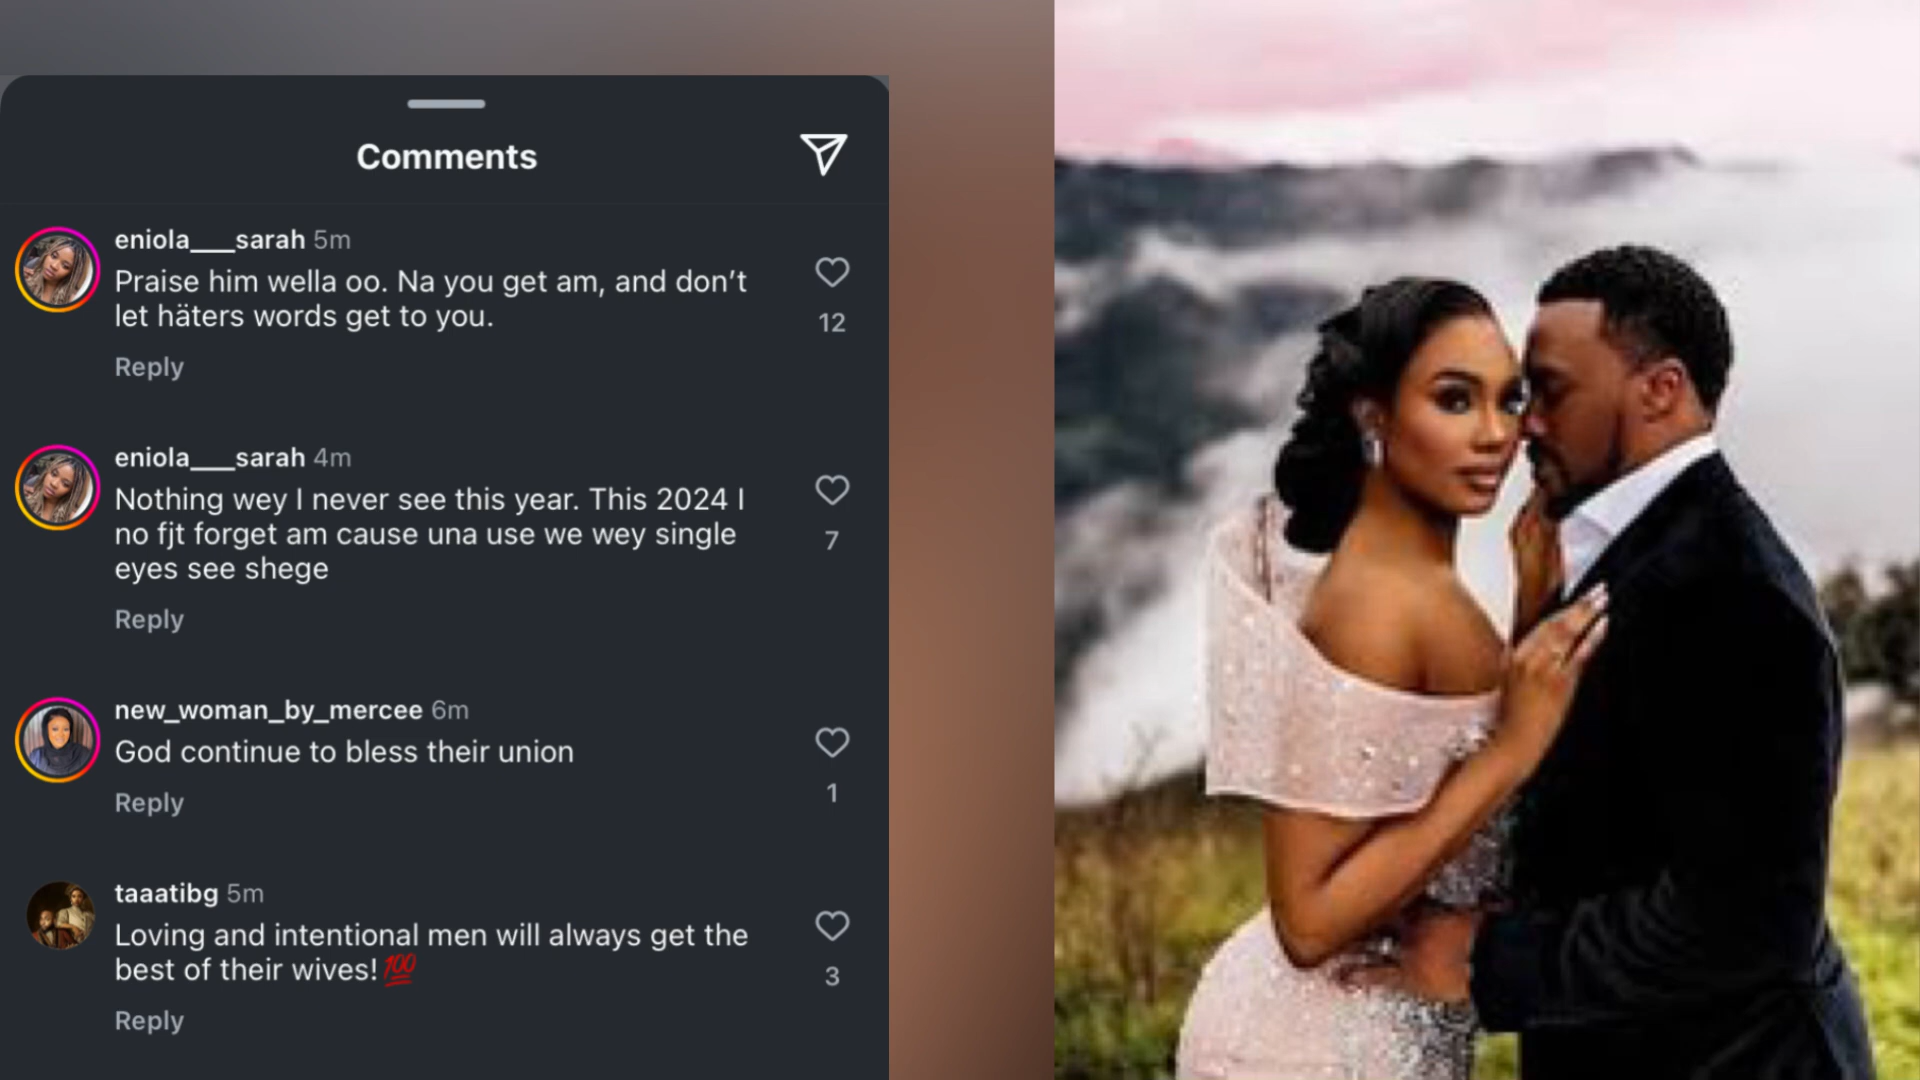 Comments
eniola___sarah 5m
Praise him wella oo. Na you get am, and don’t
let häters words get to you.
12
Reply
eniola___sarah 4m
Nothing wey I never see this year. This 2024 I
no fjt forget am cause una use we wey single
eyes see shege
7
Reply
new_woman_by_mercee 6m
God continue to bless their union
1
Reply
taaatibg 5m
Loving and intentional men will always get the
best of their wives!💯
3
Reply